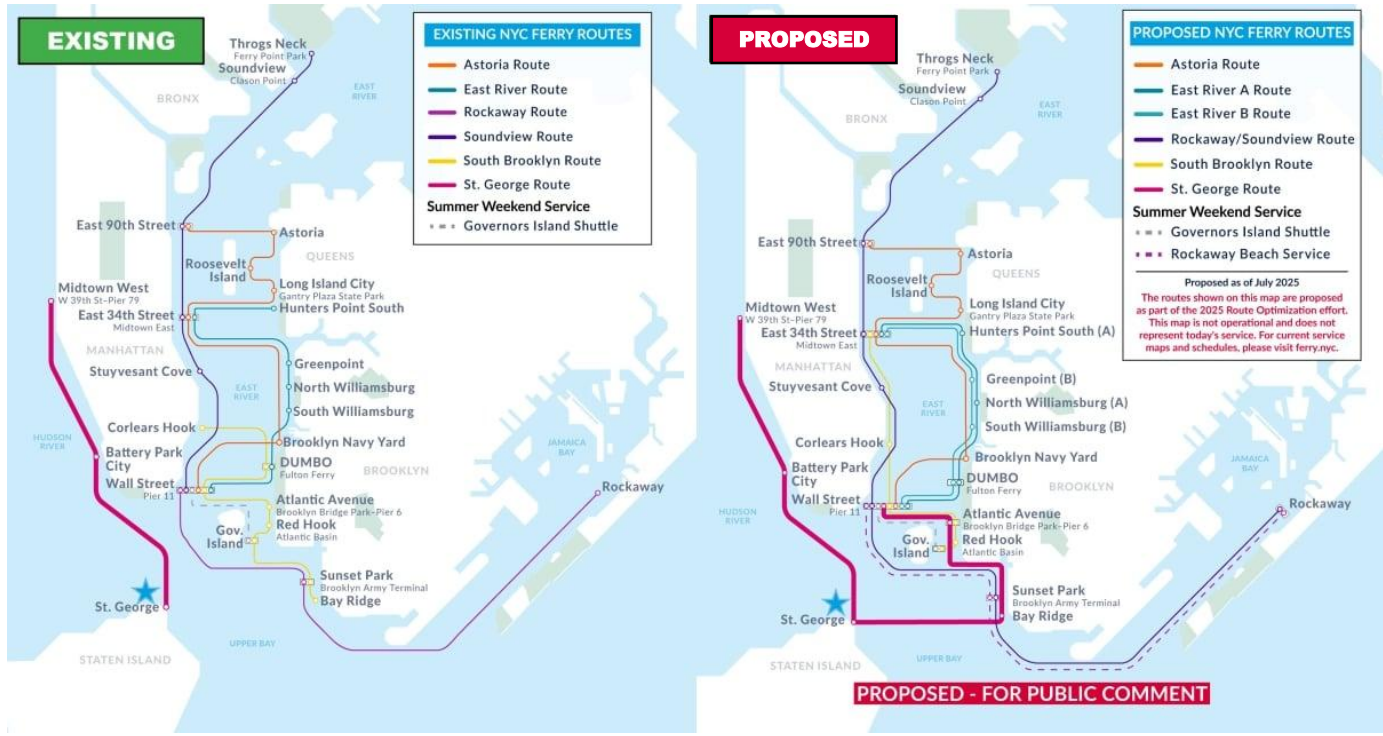 EXISTING
EXISTING NYC FERRY ROUTES
Astoria Route
East River Route
Rockaway Route
Soundview Route
South Brooklyn Route
St. George Route
Summer Weekend Service
Governors Island Shuttle
Throgs Neck
Ferry Point Park
Soundview
Clason Point
BRONX
EAST
RIVER
East 90th Street
Astoria
QUEENS
Roosevelt
Island
Long Island City
Gantry Plaza State Park
Hunters Point South
Midtown West
W 39th St–Pier 79
East 34th Street
Midtown East
MANHATTAN
Stuyvesant Cove
Greenpoint
EAST
RIVER
North Williamsburg
South Williamsburg
Corlears Hook
HUDSON
RIVER
Brooklyn Navy Yard
JAMAICA
BAY
Battery Park
City
DUMBO
Fulton Ferry
BROOKLYN
Wall Street
Pier 11
Rockaway
Atlantic Avenue
Brooklyn Bridge Park–Pier 6
Red Hook
Atlantic Basin
Gov.
Island
Sunset Park
Brooklyn Army Terminal
Bay Ridge
St. George
UPPER BAY
STATEN ISLAND
PROPOSED
PROPOSED NYC FERRY ROUTES
Astoria Route
East River A Route
East River B Route
Rockaway/Soundview Route
South Brooklyn Route
St. George Route
Summer Weekend Service
Governors Island Shuttle
Rockaway Beach Service
Proposed as of July 2025
The routes shown on this map are proposed
as part of the 2025 Route Optimization effort.
This map is not operational and does not
represent today's service. For current service
maps and schedules, please visit ferry.nyc.
Throgs Neck
Ferry Point Park
Soundview
Clason Point
BRONX
EAST
RIVER
East 90th Street
Astoria
QUEENS
Roosevelt
Island
Long Island City
Gantry Plaza State Park
Midtown West
W 39th St–Pier 79
East 34th Street
Midtown East
Hunters Point South (A)
MANHATTAN
Stuyvesant Cove
Greenpoint (B)
EAST
RIVER
North Williamsburg (A)
South Williamsburg (B)
Corlears Hook
Brooklyn Navy Yard
JAMAICA
BAY
Battery Park
City
DUMBO
Fulton Ferry
BROOKLYN
Wall Street
Pier 11
Rockaway
HUDSON
RIVER
Atlantic Avenue
Brooklyn Bridge Park–Pier 6
Red Hook
Atlantic Basin
Gov.
Island
Sunset Park
Brooklyn Army Terminal
Bay Ridge
St. George
UPPER BAY
STATEN ISLAND
PROPOSED - FOR PUBLIC COMMENT